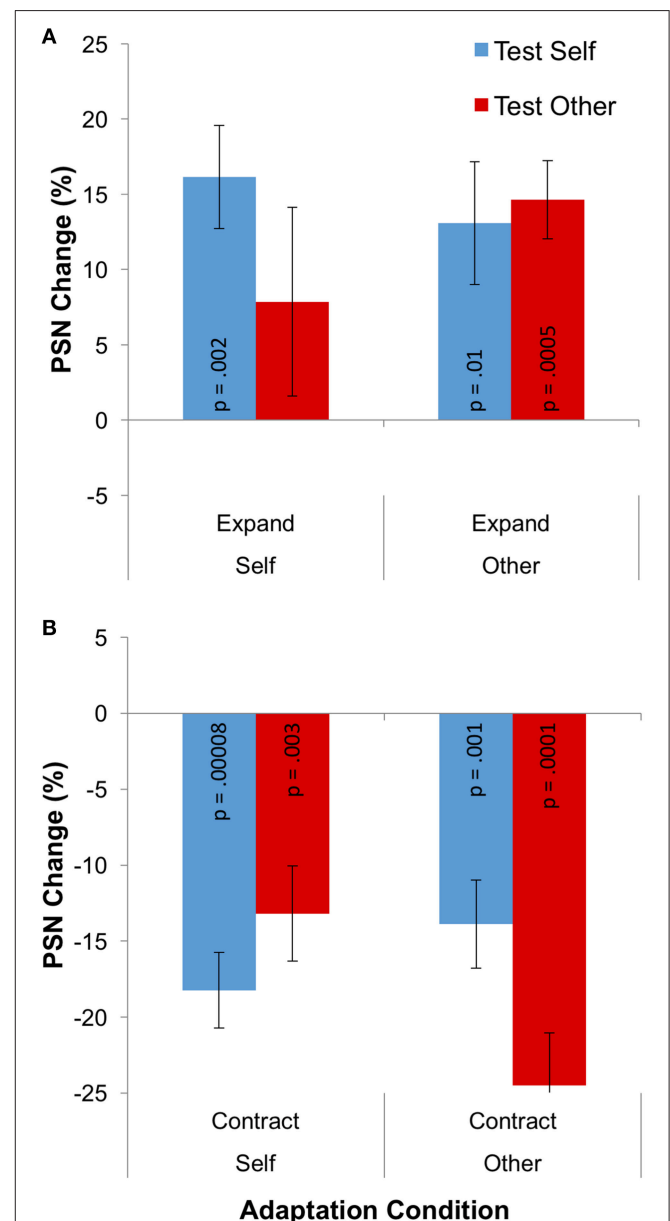 A
25
Test Self
20
Test Other
15
10
5
0
-5
PSN Change (%)
p = .002
p = .01
p = .0005
Expand
Expand
Self
Other
B
5
0
-5
-10
-15
-20
-25
PSN Change (%)
p = .00008
p = .003
p = .001
p = .0001
Contract
Contract
Self
Other
Adaptation Condition